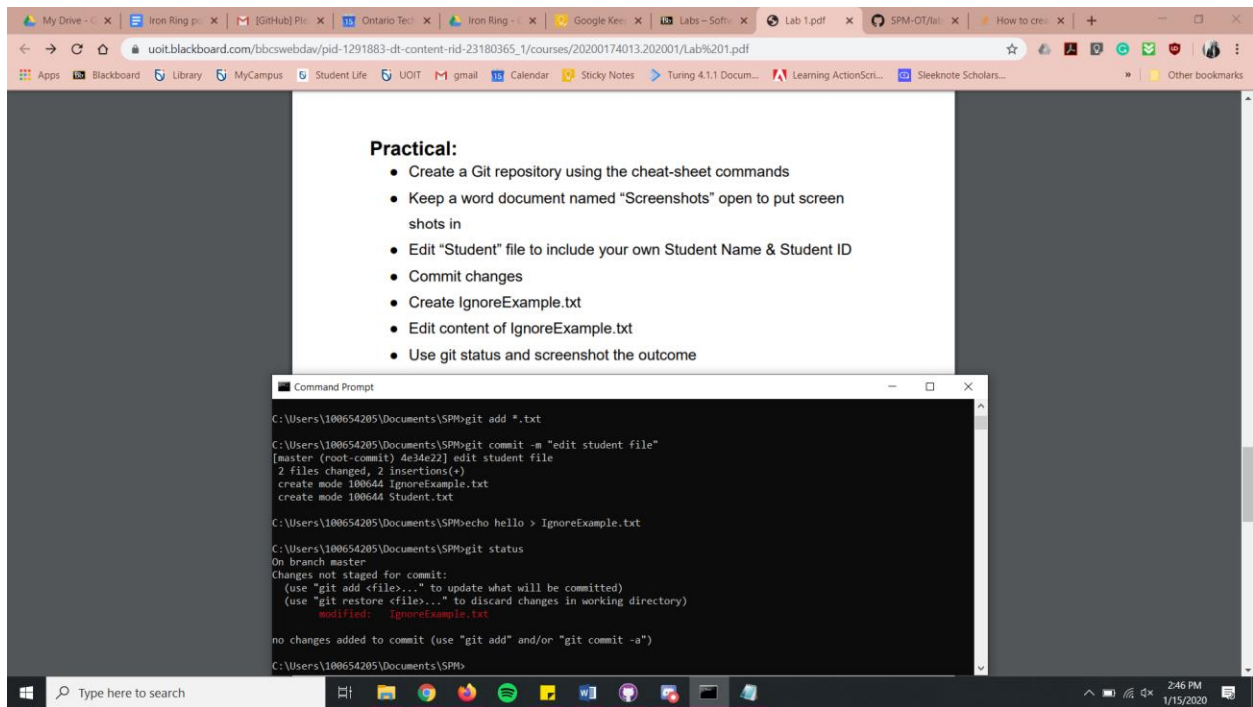 My Drive - G
Iron Ring po
[GitHub] Ple
Ontario Tech
Iron Ring - G
Google Keep
Labs – Softw
Lab 1.pdf
SPM-OT/lab
How to crea
uoit.blackboard.com/bbcswebdav/pid-1291883-dt-content-rid-23180365_1/courses/20200174013.202001/Lab%201.pdf
Apps Blackboard Library MyCampus Student Life UOIT gmail Calendar Sticky Notes Turing 4.1.1 Docum... Learning ActionScri... Sleeknote Scholars... » Other bookmarks
Practical:
● Create a Git repository using the cheat-sheet commands
● Keep a word document named “Screenshots” open to put screen
shots in
● Edit “Student” file to include your own Student Name & Student ID
● Commit changes
● Create IgnoreExample.txt
● Edit content of IgnoreExample.txt
● Use git status and screenshot the outcome
Command Prompt
C:\Users\100654205\Documents\SPM>git add *.txt
C:\Users\100654205\Documents\SPM>git commit -m "edit student file"
[master (root-commit) 4e34e22] edit student file
2 files changed, 2 insertions(+)
create mode 100644 IgnoreExample.txt
create mode 100644 Student.txt
C:\Users\100654205\Documents\SPM>echo hello > IgnoreExample.txt
C:\Users\100654205\Documents\SPM>git status
On branch master
Changes not staged for commit:
(use "git add <file>..." to update what will be committed)
(use "git restore <file>..." to discard changes in working directory)
modified: IgnoreExample.txt
no changes added to commit (use "git add" and/or "git commit -a")
C:\Users\100654205\Documents\SPM>
Type here to search
2:46 PM
1/15/2020